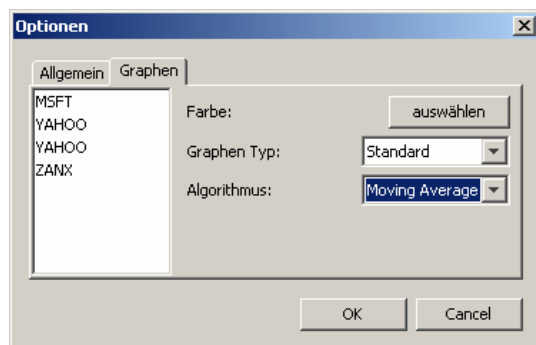 Optionen
Allgemein Graphen
MSFT
YAHOO
YAHOO
ZANX
Farbe: auswählen
Graphen Typ: Standard
Algorithmus: Moving Average
OK Cancel